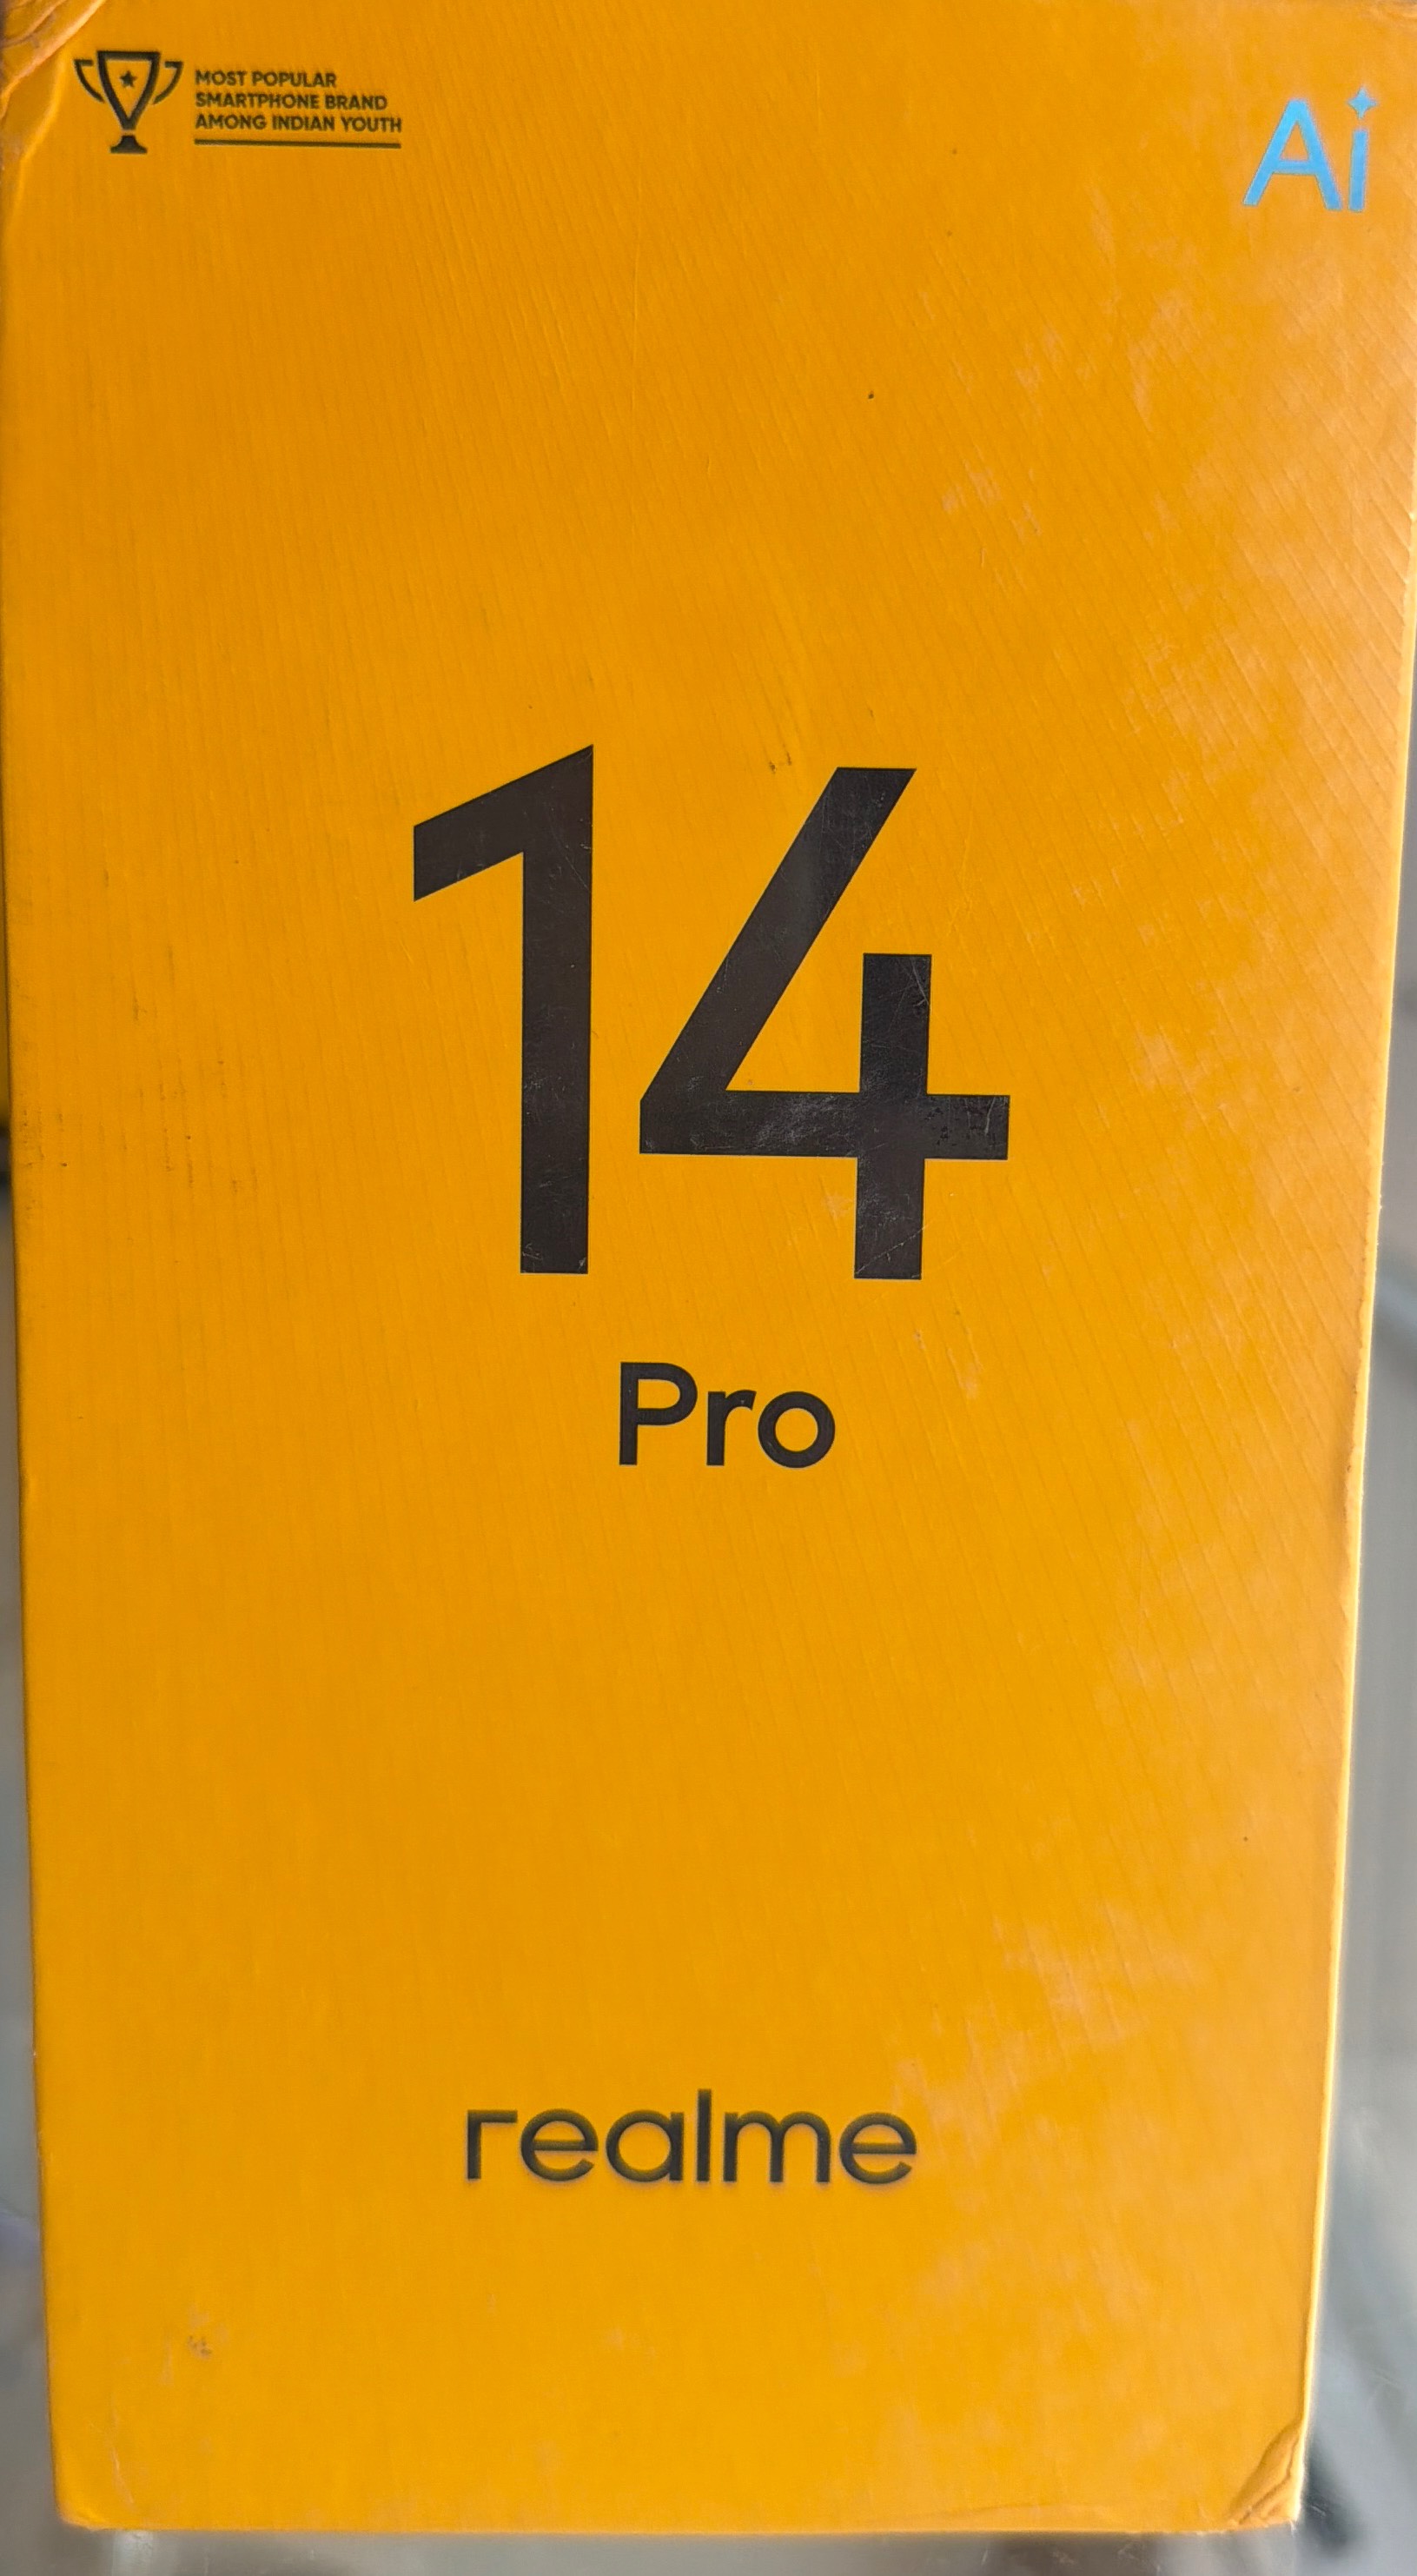 MOST POPULAR
SMARTPHONE BRAND
AMONG INDIAN YOUTH
Ai
14
Pro
realme